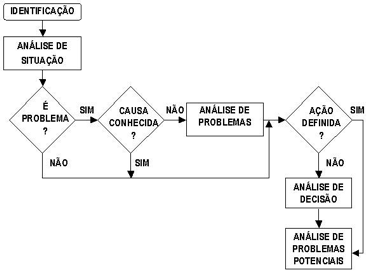 IDENTIFICAÇÃO
ANÁLISE DE
SITUAÇÃO
É
PROBLEMA
?
SIM
NÃO
CAUSA
CONHECIDA
?
NÃO
SIM
ANÁLISE DE
PROBLEMAS
AÇÃO
DEFINIDA
?
SIM
NÃO
ANÁLISE DE
DECISÃO
ANÁLISE DE
PROBLEMAS
POTENCIAIS